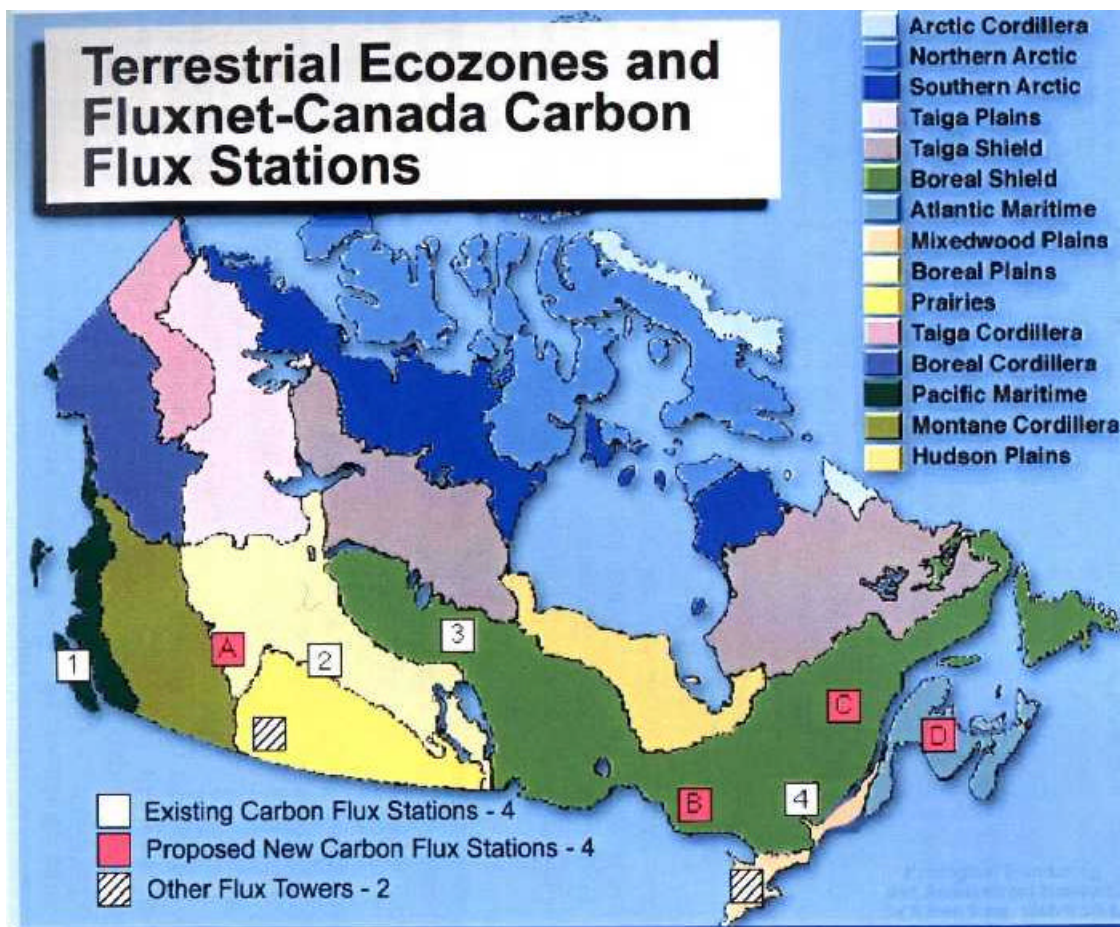 Terrestrial Ecozones and
Fluxnet-Canada Carbon
Flux Stations
Arctic Cordillera
Northern Arctic
Southern Arctic
Taiga Plains
Taiga Shield
Boreal Shield
Atlantic Maritime
Mixedwood Plains
Boreal Plains
Prairies
Taiga Cordillera
Boreal Cordillera
Pacific Maritime
Montane Cordillera
Hudson Plains
1
A
2
3
C
D
B
4
Existing Carbon Flux Stations - 4
Proposed New Carbon Flux Stations - 4
Other Flux Towers - 2